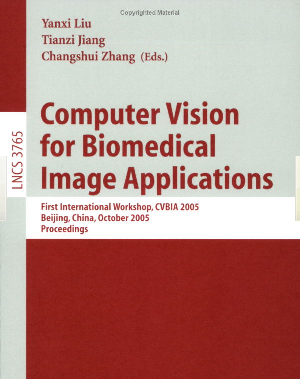 Yanxi Liu
Tianzi Jiang
Changshui Zhang (Eds.)
LNCS 3765
Computer Vision
for Biomedical
Image Applications
First International Workshop, CVBIA 2005
Beijing, China, October 2005
Proceedings